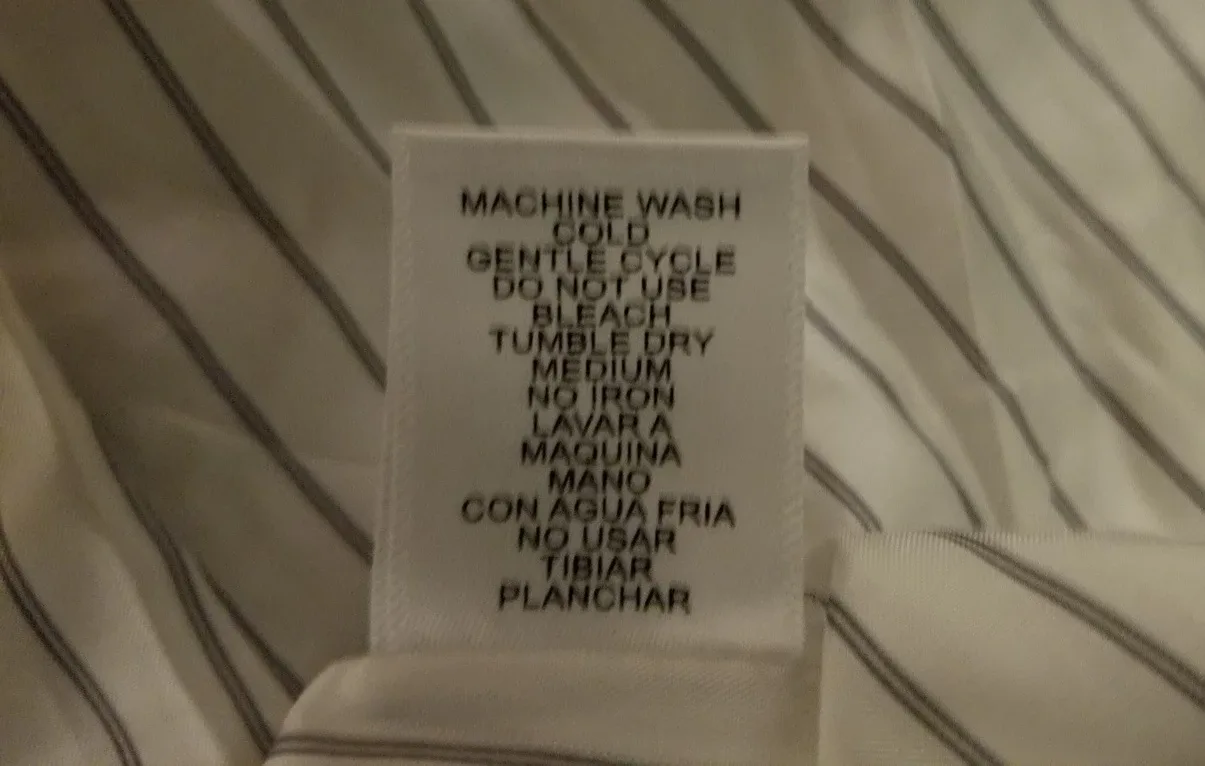 MACHINE WASH
COLD
GENTLE CYCLE
DO NOT USE
BLEACH
TUMBLE DRY
MEDIUM
NO IRON
LAVAR A
MAQUINA
MANO
CON AGUA FRIA
NO USAR
TIBIAR
PLANCHAR